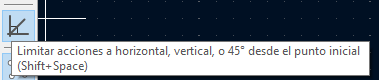 Limitar acciones a horizontal, vertical, o 45° desde el punto inicial
(Shift+Space)